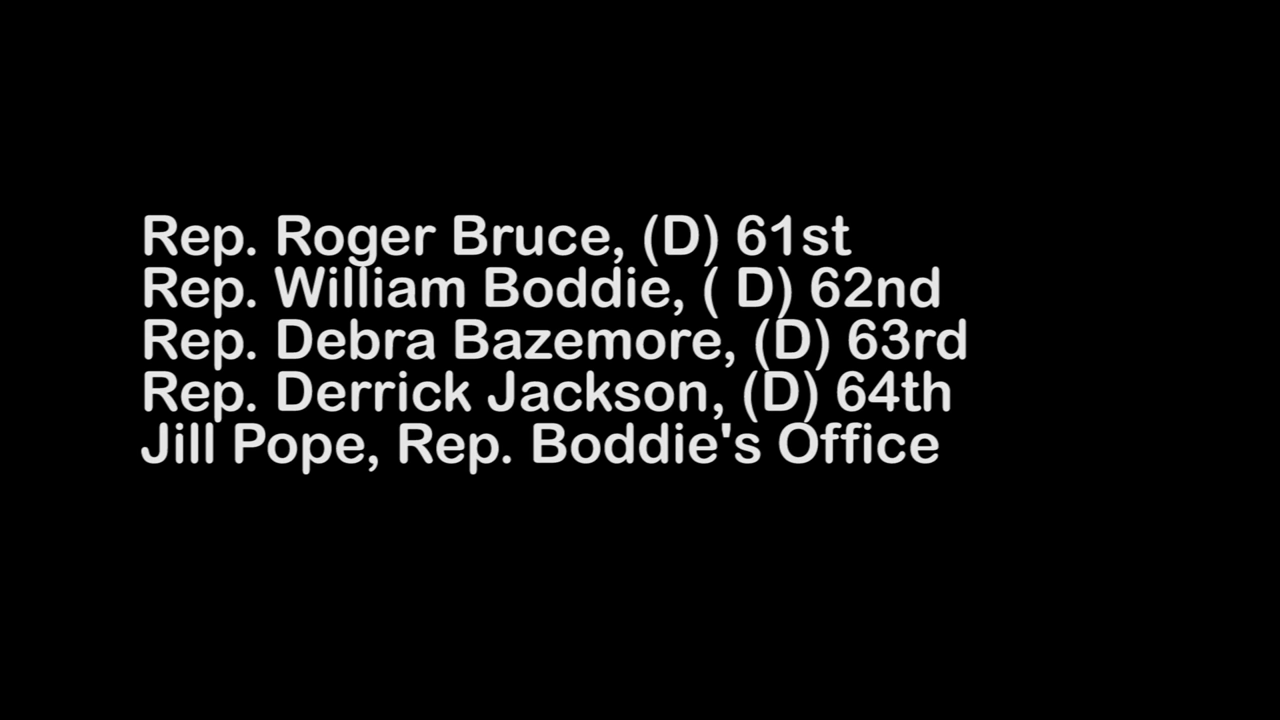 Rep. Roger Bruce, (D) 61st
Rep. William Boddie, ( D) 62nd
Rep. Debra Bazemore, (D) 63rd
Rep. Derrick Jackson, (D) 64th
Jill Pope, Rep. Boddie's Office